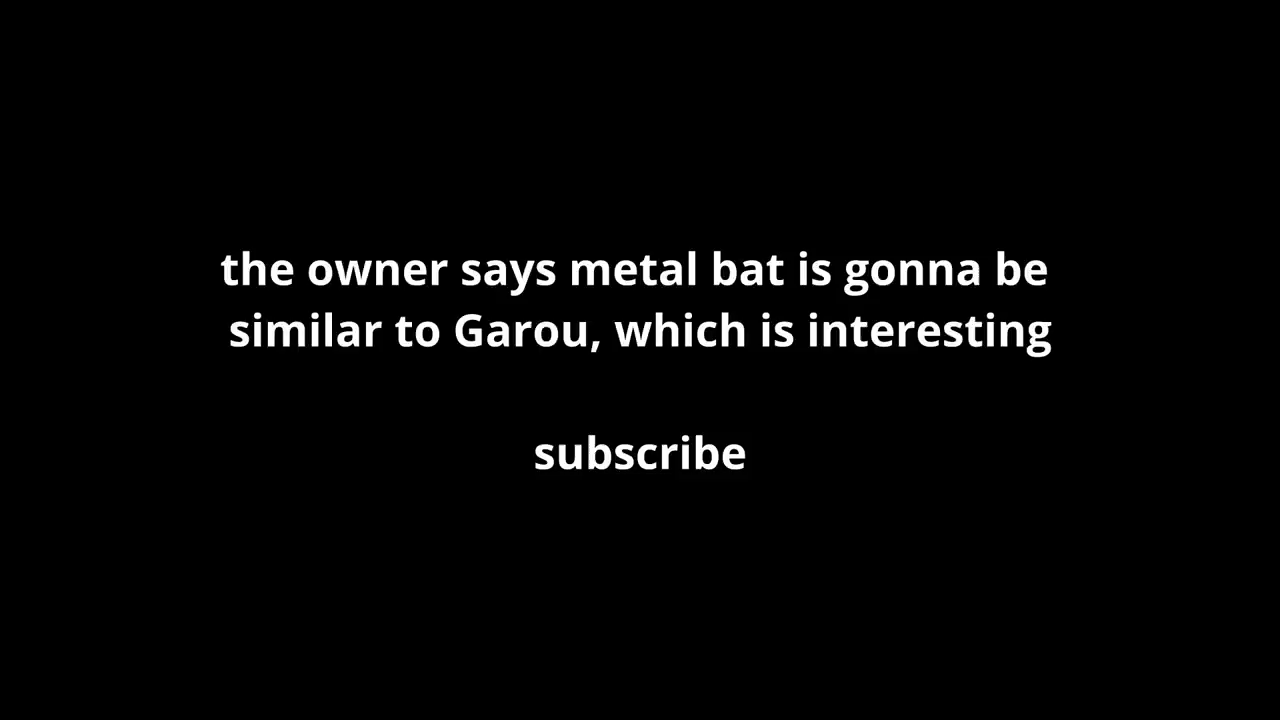 the owner says metal bat is gonna be
similar to Garou, which is interesting
subscribe